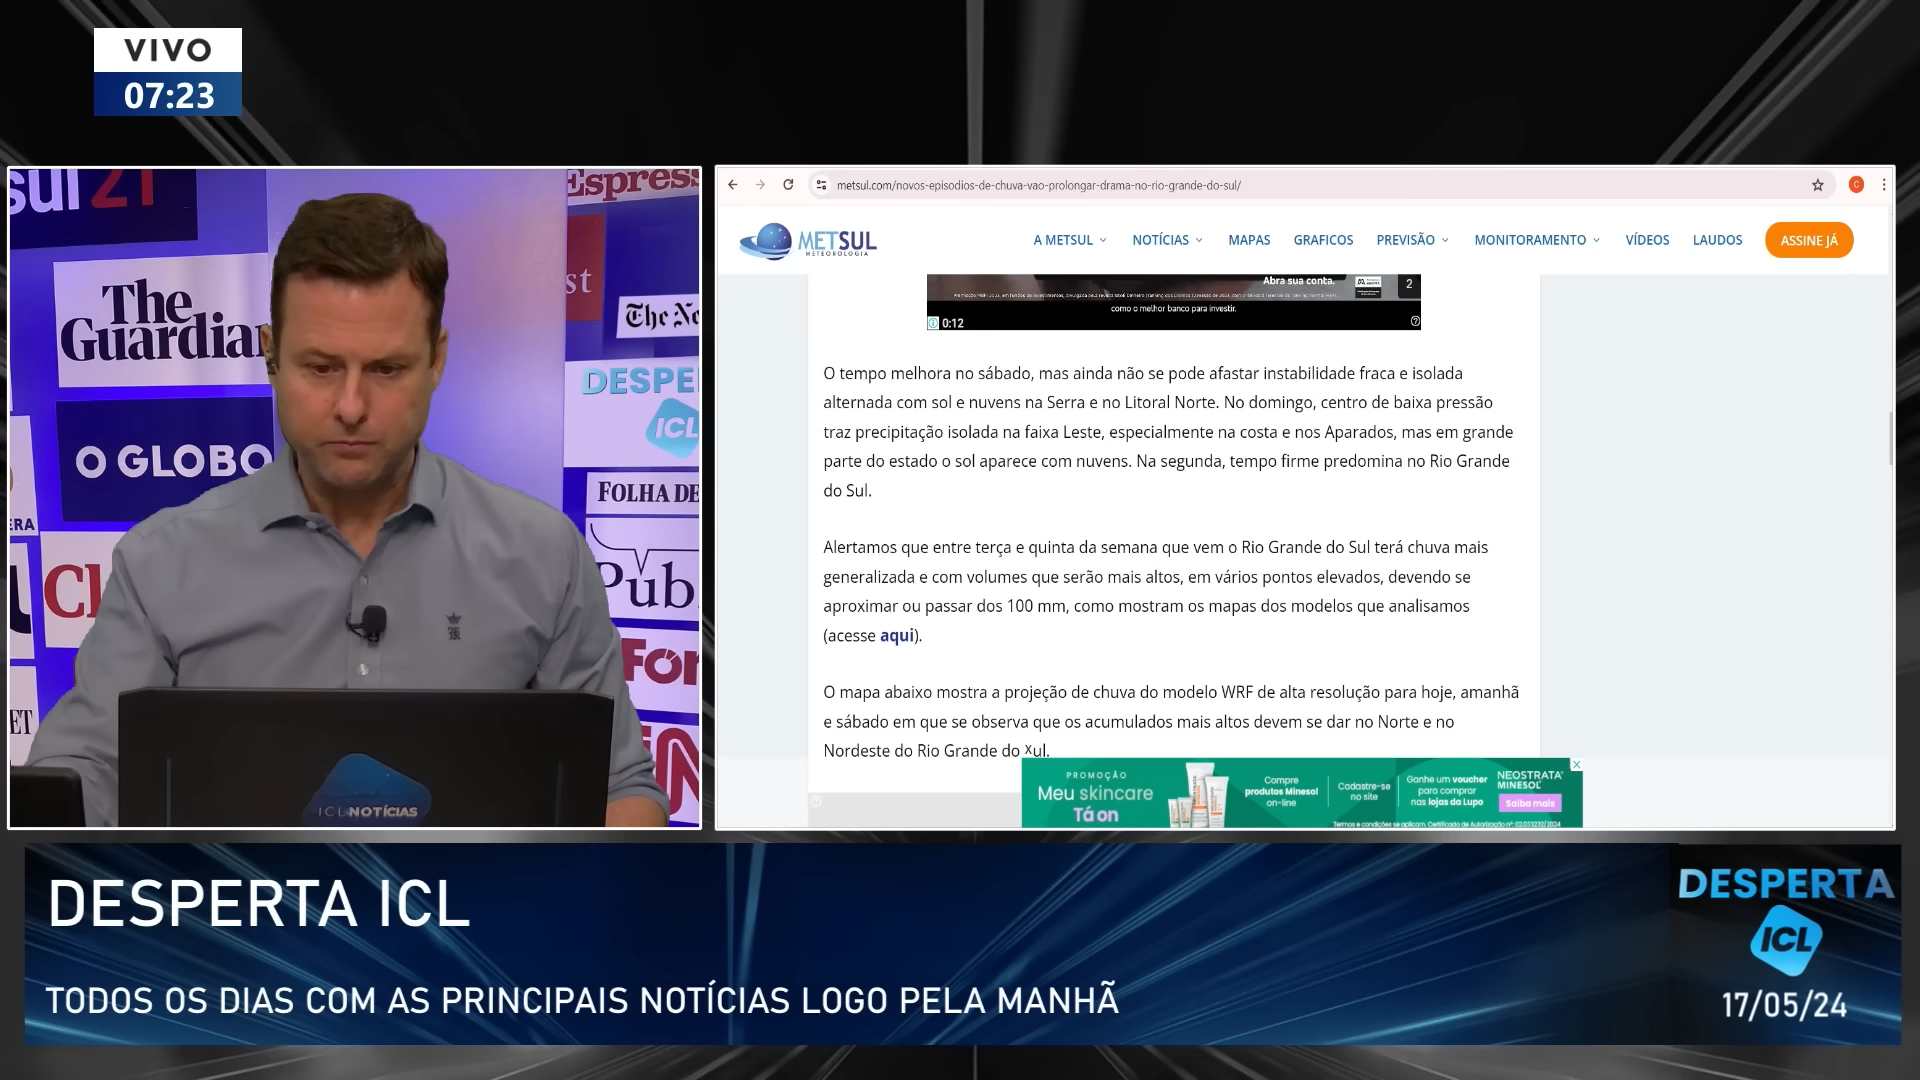 VIVO
07:23
sul 21
Espress
The
Guardian
st
The Ne
DESPE
ICL
O GLOBO
FOLHA DE
ERA
Cl
Pub
For
ET
N
ICL NOTÍCIAS
metsul.com/novos-episodios-de-chuva-vao-prolongar-drama-no-rio-grande-do-sul/
C
METSUL
METEOROLOGIA
A METSUL NOTÍCIAS MAPAS GRAFICOS PREVISÃO MONITORAMENTO VÍDEOS LAUDOS ASSINE JÁ
Abra sua conta.
2
como o melhor banco para investir.
0:12
O tempo melhora no sábado, mas ainda não se pode afastar instabilidade fraca e isolada
alternada com sol e nuvens na Serra e no Litoral Norte. No domingo, centro de baixa pressão
traz precipitação isolada na faixa Leste, especialmente na costa e nos Aparados, mas em grande
parte do estado o sol aparece com nuvens. Na segunda, tempo firme predomina no Rio Grande
do Sul.
Alertamos que entre terça e quinta da semana que vem o Rio Grande do Sul terá chuva mais
generalizada e com volumes que serão mais altos, em vários pontos elevados, devendo se
aproximar ou passar dos 100 mm, como mostram os mapas dos modelos que analisamos
(acesse aqui).
O mapa abaixo mostra a projeção de chuva do modelo WRF de alta resolução para hoje, amanhã
e sábado em que se observa que os acumulados mais altos devem se dar no Norte e no
Nordeste do Rio Grande do xul.
PROMOÇÃO
Meu skincare
Tá on
Compre
produtos Minesol
on-line
Cadastre-se
no site
Ganhe um voucher
para comprar
nas lojas da Lupo
NEOSTRATA
MINESOL
Saiba mais
DESPERTA ICL
TODOS OS DIAS COM AS PRINCIPAIS NOTÍCIAS LOGO PELA MANHÃ
DESPERTA
ICL
17/05/24